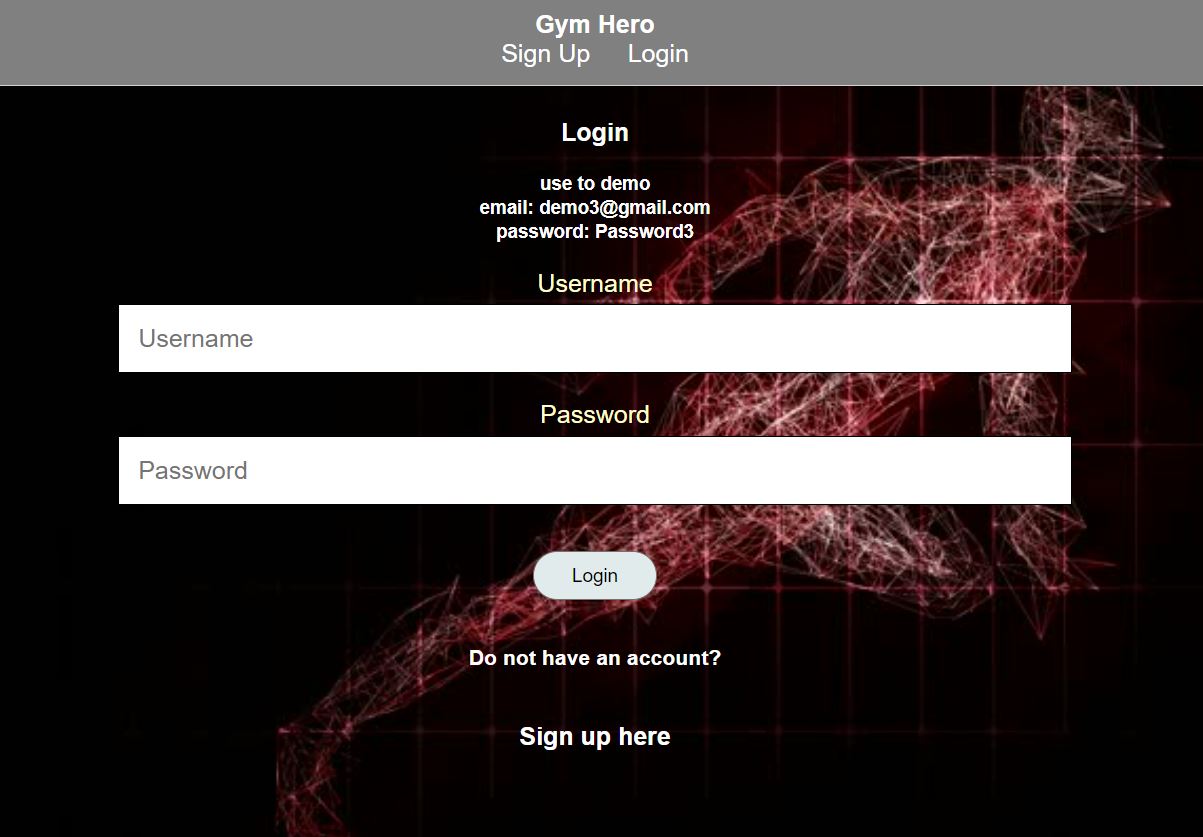 Gym Hero
Sign Up Login
Login
use to demo
email: demo3@gmail.com
password: Password3
Username
Username
Password
Password
Login
Do not have an account?
Sign up here